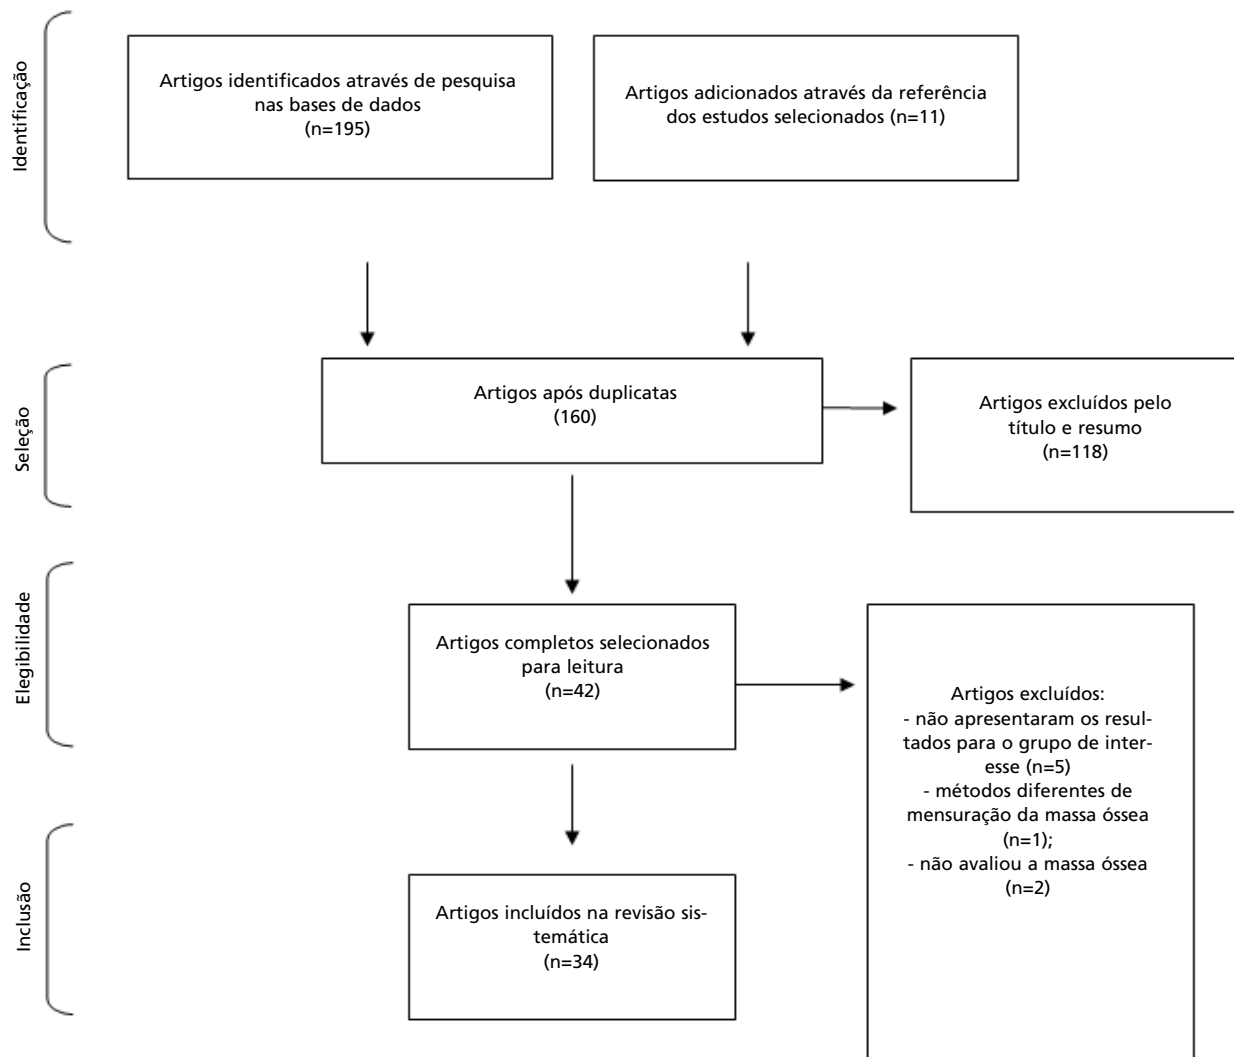 Identificação
Artigos identificados através de pesquisa
nas bases de dados
(n=195)
Artigos adicionados através da referência
dos estudos selecionados (n=11)
Seleção
Artigos após duplicatas
(160)
Artigos excluídos pelo
título e resumo
(n=118)
Elegibilidade
Artigos completos selecionados
para leitura
(n=42)
Artigos excluídos:
- não apresentaram os resul-
tados para o grupo de inter-
esse (n=5)
- métodos diferentes de
mensuração da massa óssea
(n=1);
- não avaliou a massa óssea
(n=2)
Inclusão
Artigos incluídos na revisão sis-
temática
(n=34)